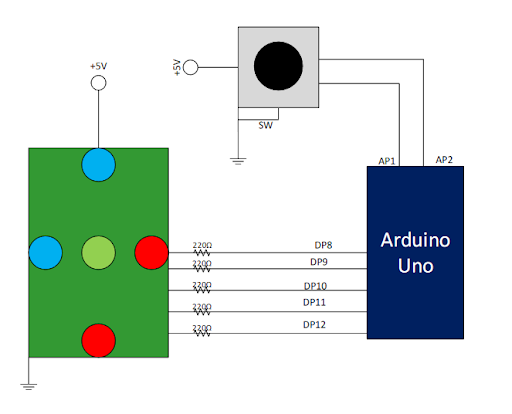 +5V
+5V
SW
AP1
AP2
Arduino
Uno
220Ω
DP8
220Ω
DP9
220Ω
DP10
220Ω
DP11
220Ω
DP12